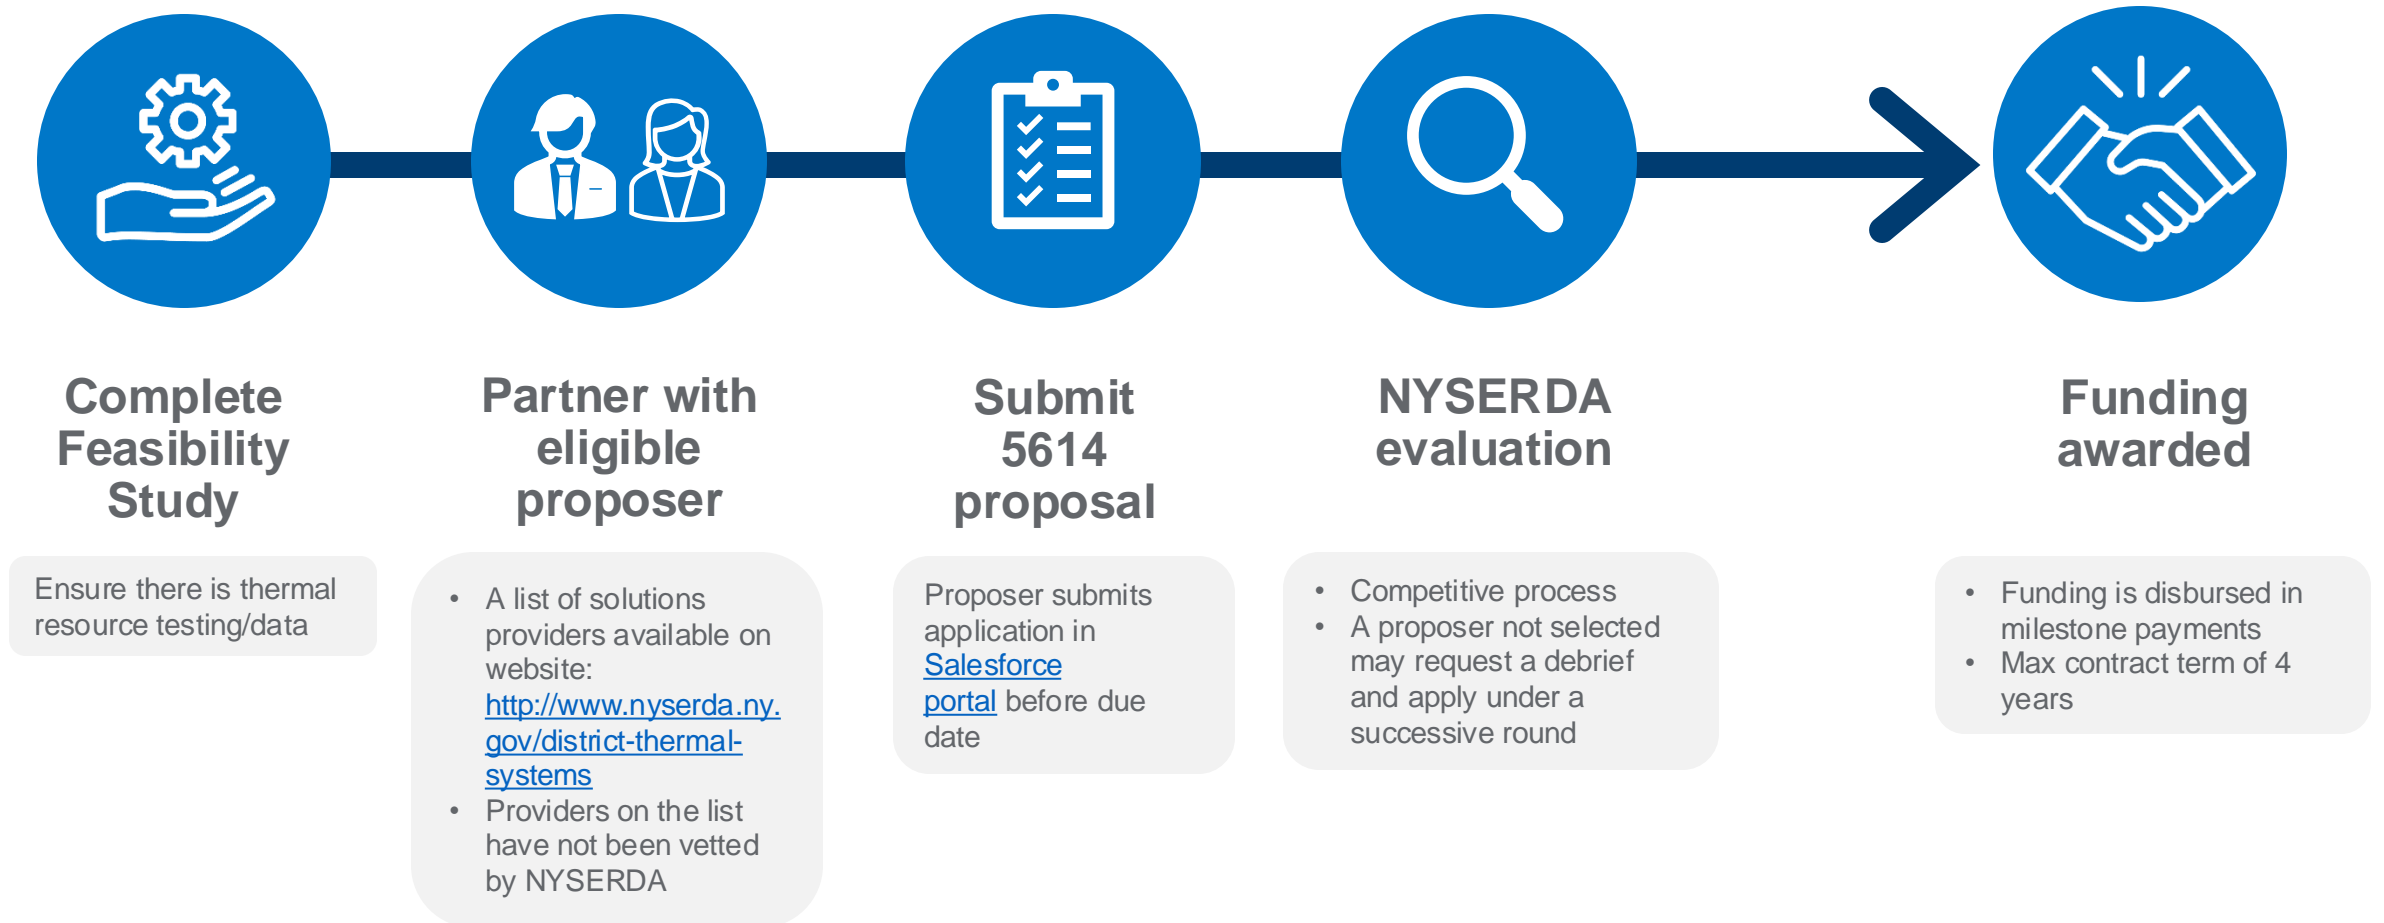 Complete
Feasibility
Study
Ensure there is thermal
resource testing/data
Partner with
eligible
proposer
• A list of solutions
providers available on
website:
http://www.nyserda.ny.
gov/district-thermal-
systems
• Providers on the list
have not been vetted
by NYSERDA
Submit
5614
proposal
Proposer submits
application in
Salesforce
portal before due
date
NYSERDA
evaluation
• Competitive process
• A proposer not selected
may request a debrief
and apply under a
successive round
Funding
awarded
• Funding is disbursed in
milestone payments
• Max contract term of 4
years